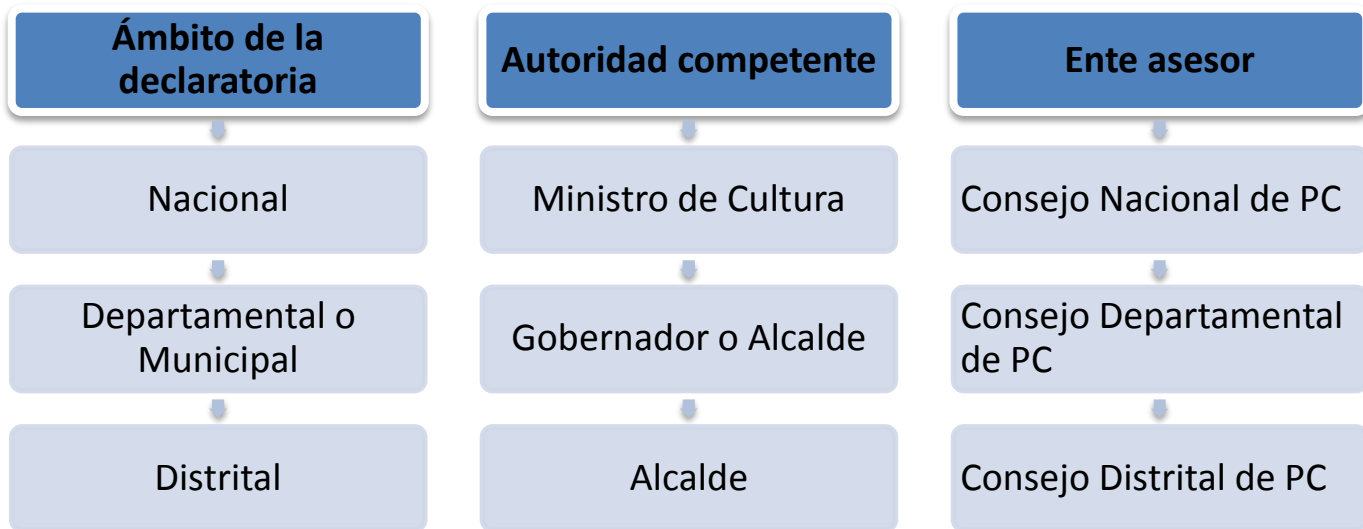 Ámbito de la
declaratoria
Nacional
Departamental o
Municipal
Distrital
Autoridad competente
Ministro de Cultura
Gobernador o Alcalde
Alcalde
Ente asesor
Consejo Nacional de PC
Consejo Departamental
de PC
Consejo Distrital de PC